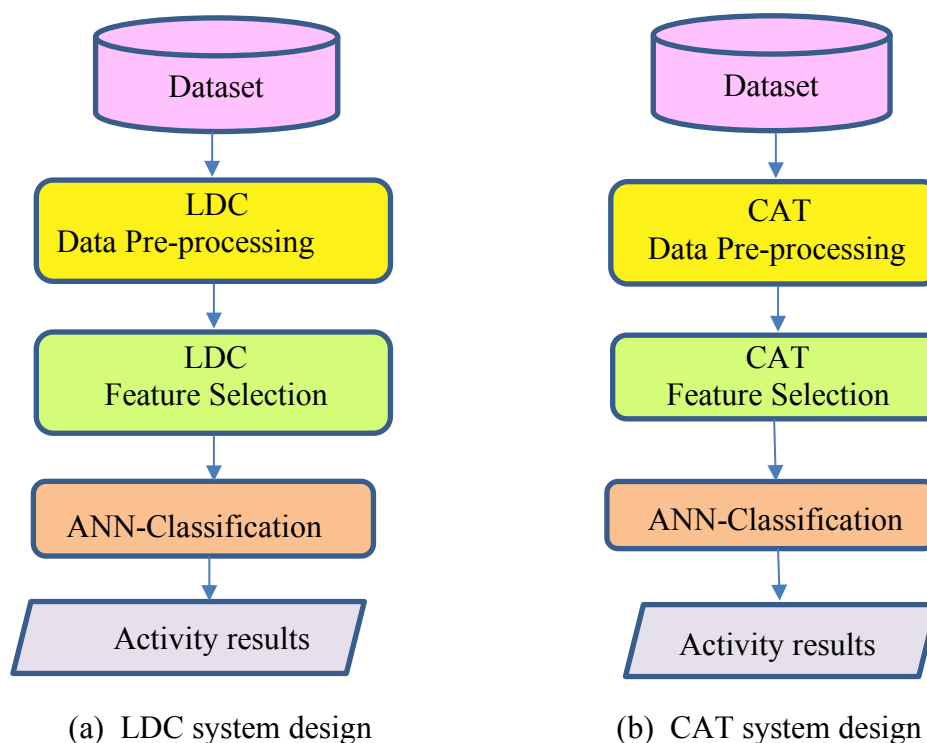 Dataset
LDC
Data Pre-processing
LDC
Feature Selection
ANN-Classification
Activity results
(a) LDC system design
Dataset
CAT
Data Pre-processing
CAT
Feature Selection
ANN-Classification
Activity results
(b) CAT system design